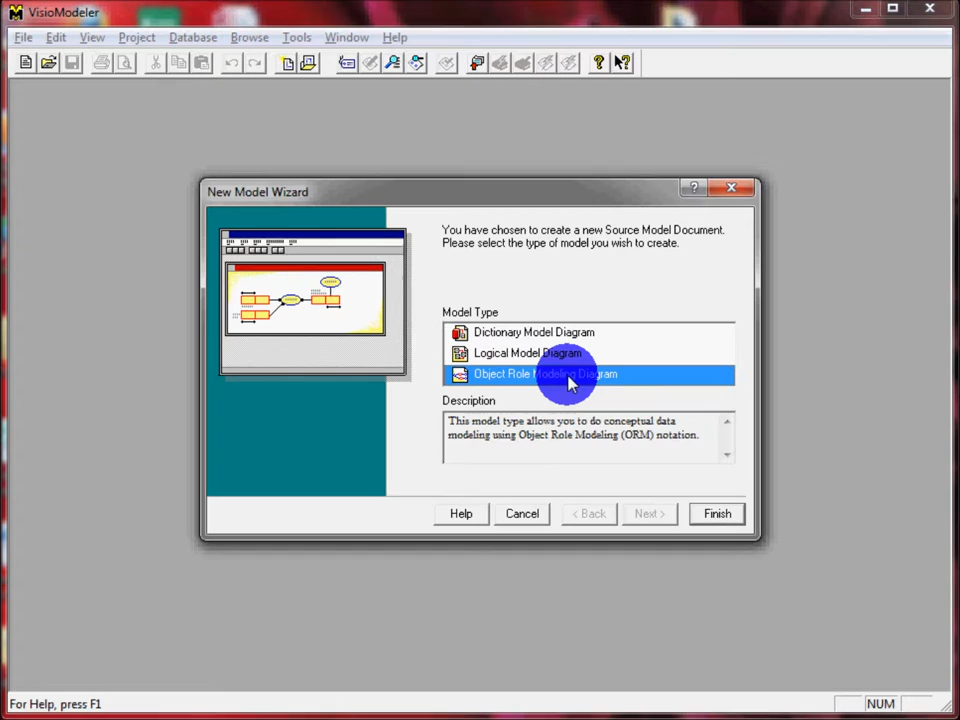 VisioModeler
File Edit View Project Database Browse Tools Window Help
New Model Wizard
You have chosen to create a new Source Model Document.
Please select the type of model you wish to create.
Model Type
Dictionary Model Diagram
Logical Model Diagram
Object Role Modeling Diagram
Description
This model type allows you to do conceptual data
modeling using Object Role Modeling (ORM) notation.
Help Cancel < Back Next > Finish
For Help, press F1 NUM